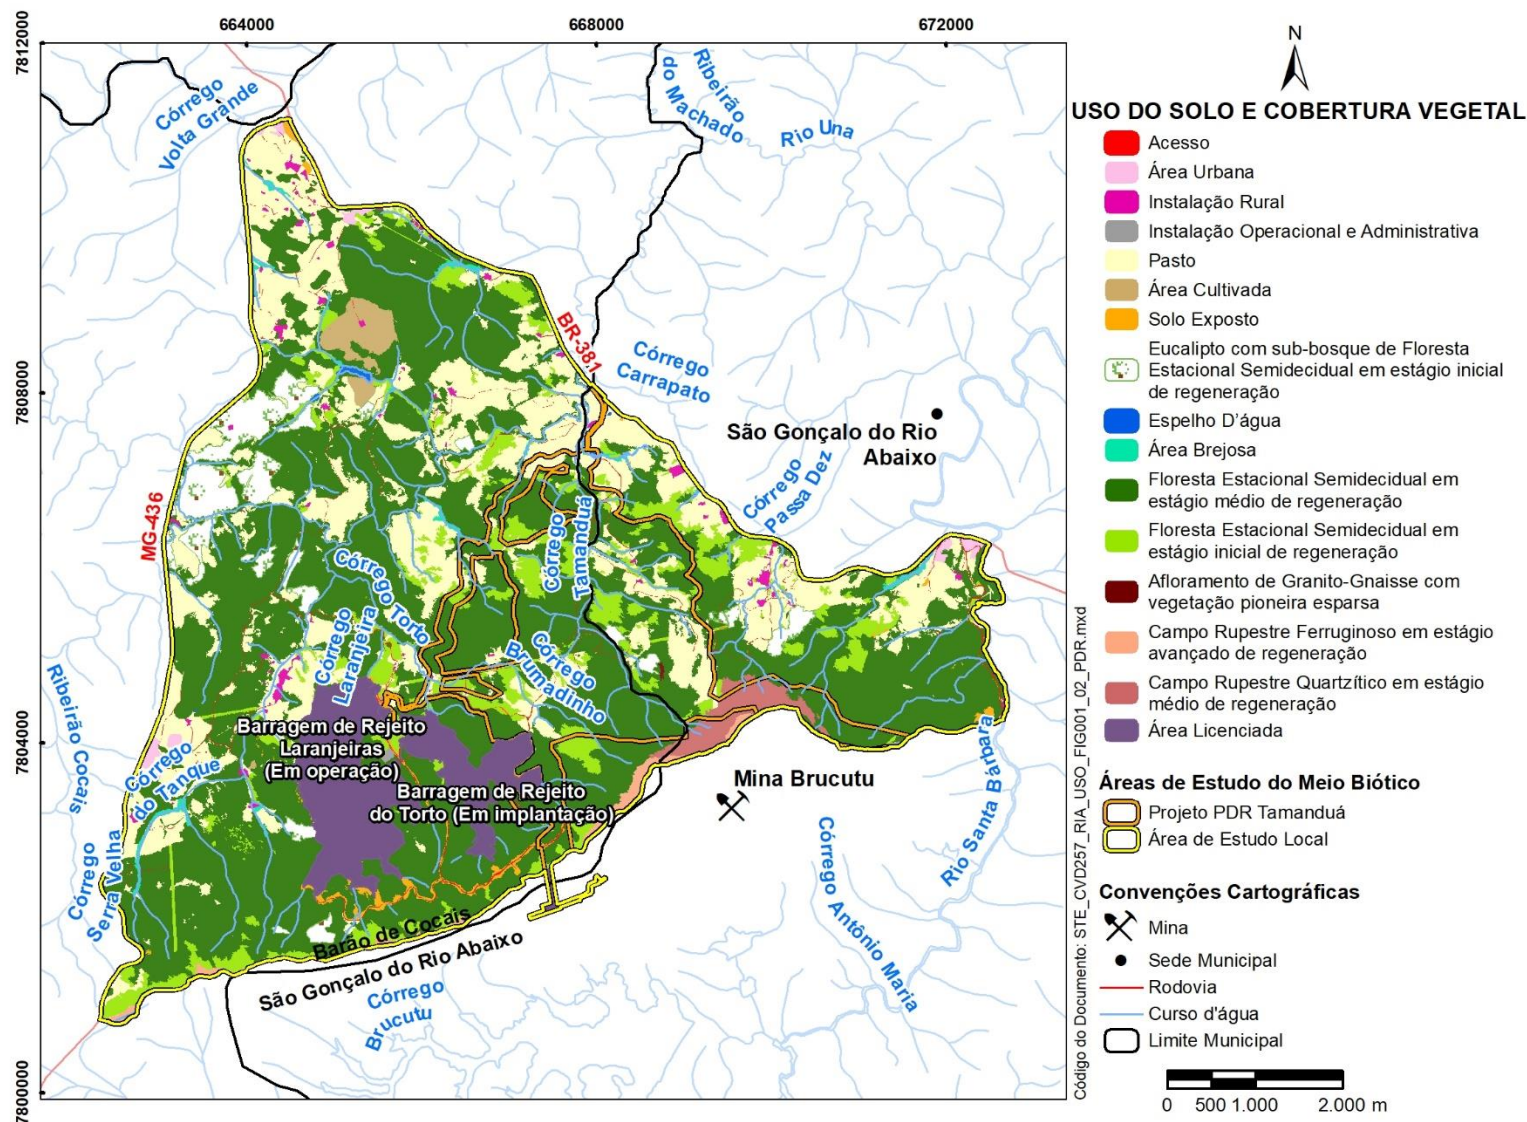 664000
668000
672000
7812000
7808000
7804000
7800000
Córrego
Volta Grande
Ribeirão
do Machado
Rio Una
BR-381
Córrego
Carrapato
São Gonçalo do Rio
Abaixo
Córrego
Passa Dez
MG-436
Córrego
Tamanduá
Córrego Torto
Córrego
Laranjeira
Córrego
Brumadinho
Ribeirão Cocais
Barragem de Rejeito
Laranjeiras
(Em operação)
Córrego
do Tanque
Barragem de Rejeito
do Torto (Em implantação)
Mina Brucutu
Rio Santa Bárbara
Córrego
Serra Velha
Córrego Antônio Maria
Barão de Cocais
São Gonçalo do Rio Abaixo
Córrego
Brucutu
Código do Documento: STE_CVD257_RIA_USO_FIG001_02_PDR.mxd
N
USO DO SOLO E COBERTURA VEGETAL
Acesso
Área Urbana
Instalação Rural
Instalação Operacional e Administrativa
Pasto
Área Cultivada
Solo Exposto
Eucalipto com sub-bosque de Floresta
Estacional Semidecidual em estágio inicial
de regeneração
Espelho D'água
Área Brejosa
Floresta Estacional Semidecidual em
estágio médio de regeneração
Floresta Estacional Semidecidual em
estágio inicial de regeneração
Afloramento de Granito-Gnaisse com
vegetação pioneira esparsa
Campo Rupestre Ferruginoso em estágio
avançado de regeneração
Campo Rupestre Quartzítico em estágio
médio de regeneração
Área Licenciada
Áreas de Estudo do Meio Biótico
Projeto PDR Tamanduá
Área de Estudo Local
Convenções Cartográficas
Mina
Sede Municipal
Rodovia
Curso d'água
Limite Municipal
0 500 1.000 2.000 m